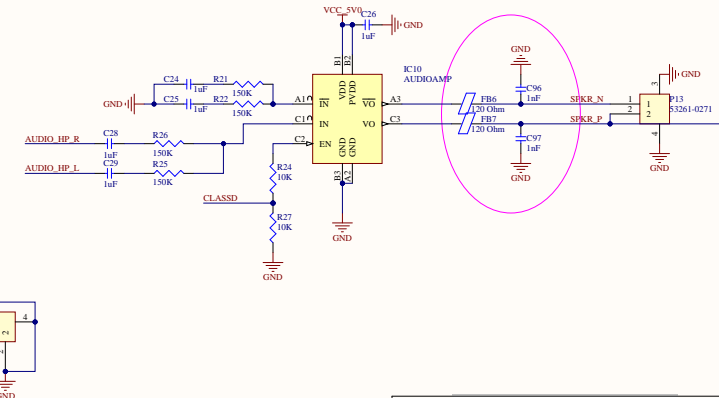 VCC_5V0
C26
1uF
GND
B1
B2
IC10
AUDIOAMP
VDD
PVDD
C24
R21
1uF
150K
GND
C25
R22
1uF
150K
A1
IN
VO
A3
C1
IN
VO
C3
C2
EN
GND
GND
B3
A2
GND
AUDIO_HP_R
C28
1uF
R26
150K
AUDIO_HP_L
C29
1uF
R25
150K
R24
10K
CLASSD
R27
10K
GND
GND
C96
1nF
FB6
120 Ohm
FB7
120 Ohm
C97
1nF
GND
SPKR_N
SPKR_P
1
2
1
2
3
4
GND
P13
53261-0271
GND
4
2
2
GND